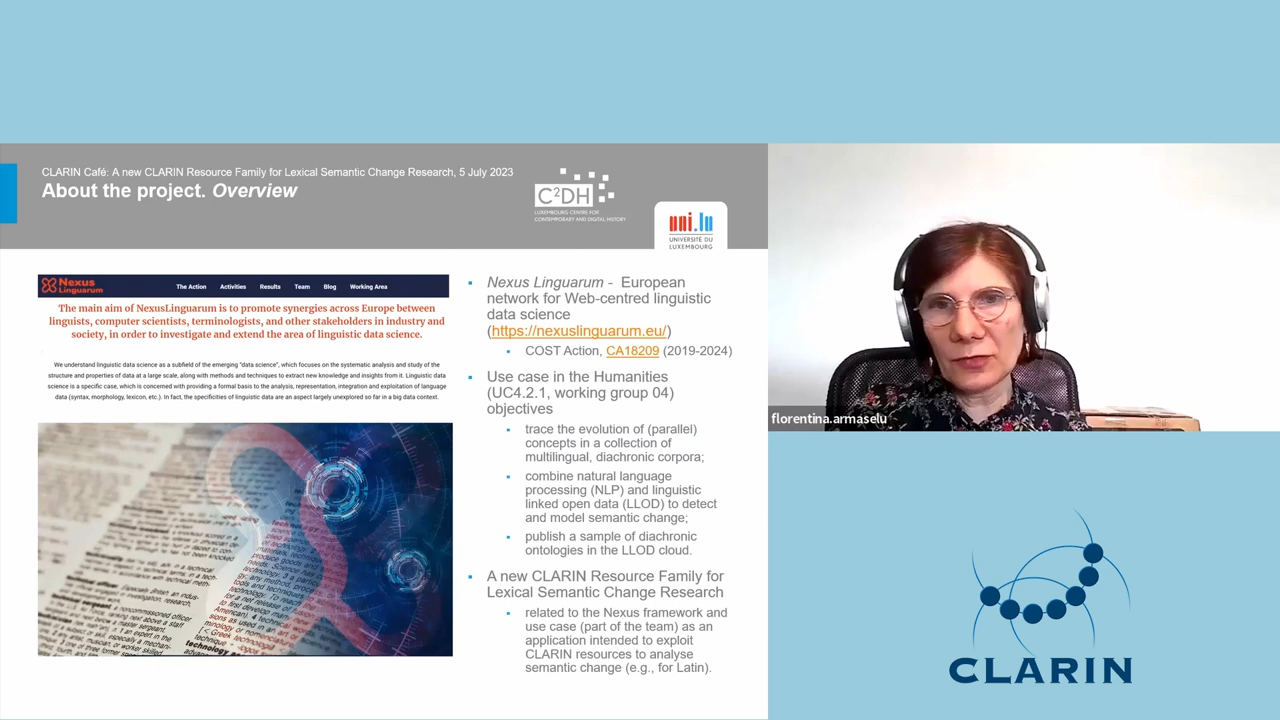 CLARIN Café: A new CLARIN Resource Family for Lexical Semantic Change Research, 5 July 2023
About the project. Overview
C²DH
LUXEMBOURG CENTRE FOR
CONTEMPORARY AND DIGITAL HISTORY
uni.lu
UNIVERSITÉ DU
LUXEMBOURG
Nexus
Linguarum
The Action Activities Results Team Blog Working Area
The main aim of NexusLinguarum is to promote synergies across Europe between
linguists, computer scientists, terminologists, and other stakeholders in industry and
society, in order to investigate and extend the area of linguistic data science.
We understand linguistic data science as a subfield of the emerging "data science", which focuses on the systematic analysis and study of the
structure and properties of data at a large scale, along with methods and techniques to extract new knowledge and insights from it. Linguistic data
science is a specific case, which is concerned with providing a formal basis to the analysis, representation, integration and exploitation of language
data (syntax, morphology, lexicon, etc.). In fact, the specificities of linguistic data are an aspect largely unexplored so far in a big data context.
▪ Nexus Linguarum - European
network for Web-centred linguistic
data science
(https://nexuslinguarum.eu/)
▪ COST Action, CA18209 (2019-2024)
▪ Use case in the Humanities
(UC4.2.1, working group 04)
objectives
▪ trace the evolution of (parallel)
concepts in a collection of
multilingual, diachronic corpora;
▪ combine natural language
processing (NLP) and linguistic
linked open data (LLOD) to detect
and model semantic change;
▪ publish a sample of diachronic
ontologies in the LLOD cloud.
▪ A new CLARIN Resource Family for
Lexical Semantic Change Research
▪ related to the Nexus framework and
use case (part of the team) as an
application intended to exploit
CLARIN resources to analyse
semantic change (e.g., for Latin).
florentina.armaselu
CLARIN